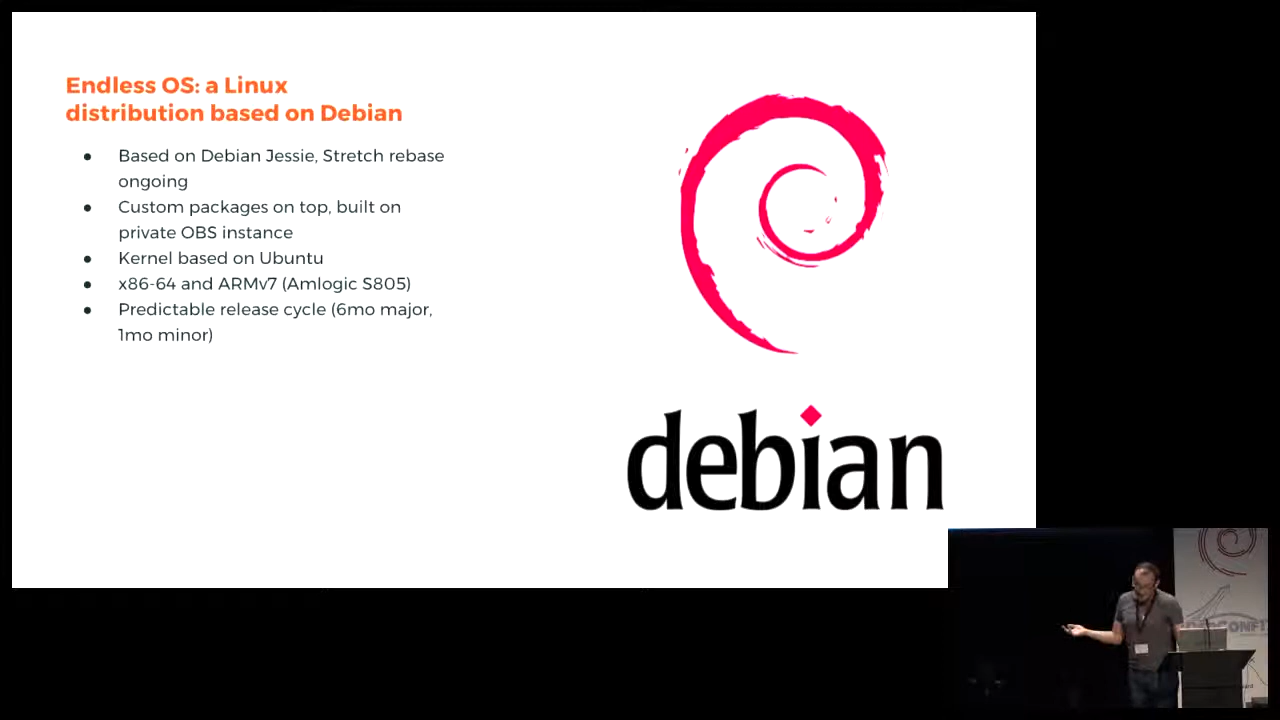 Endless OS: a Linux
distribution based on Debian
● Based on Debian Jessie, Stretch rebase
ongoing
● Custom packages on top, built on
private OBS instance
● Kernel based on Ubuntu
● x86-64 and ARMv7 (Amlogic S805)
● Predictable release cycle (6mo major,
1mo minor)
debian